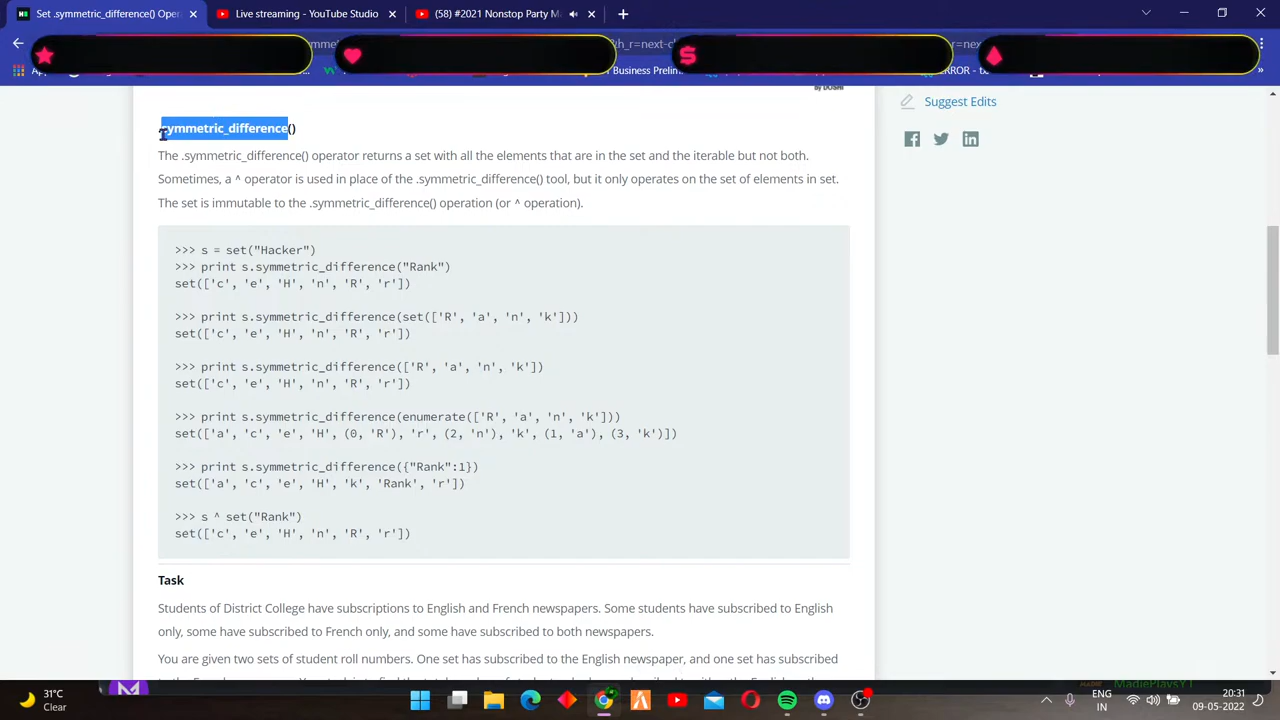 Set .symmetric_difference() O
Live streaming - YouTube Studio
(58) #2021 Nonstop Party M
h_r=next-c
Business Prelim
ERROR - tx
By DOSHI
Suggest Edits
.symmetric_difference()
The .symmetric_difference() operator returns a set with all the elements that are in the set and the iterable but not both.
Sometimes, a ^ operator is used in place of the .symmetric_difference() tool, but it only operates on the set of elements in set.
The set is immutable to the .symmetric_difference() operation (or ^ operation).
>>> s = set("Hacker")
>>> print s.symmetric_difference("Rank")
set(['c', 'e', 'H', 'n', 'R', 'r'])
>>> print s.symmetric_difference(set(['R', 'a', 'n', 'k']))
set(['c', 'e', 'H', 'n', 'R', 'r'])
>>> print s.symmetric_difference(['R', 'a', 'n', 'k'])
set(['c', 'e', 'H', 'n', 'R', 'r'])
>>> print s.symmetric_difference(enumerate(['R', 'a', 'n', 'k']))
set(['a', 'c', 'e', 'H', (0, 'R'), 'r', (2, 'n'), 'k', (1, 'a'), (3, 'k')])
>>> print s.symmetric_difference({"Rank":1})
set(['a', 'c', 'e', 'H', 'k', 'Rank', 'r'])
>>> s ^ set("Rank")
set(['c', 'e', 'H', 'n', 'R', 'r'])
Task
Students of District College have subscriptions to English and French newspapers. Some students have subscribed to English
only, some have subscribed to French only, and some have subscribed to both newspapers.
You are given two sets of student roll numbers. One set has subscribed to the English newspaper, and one set has subscribed
MadiePlaysYT
31°C
Clear
ENG
IN
20:31
09-05-2022